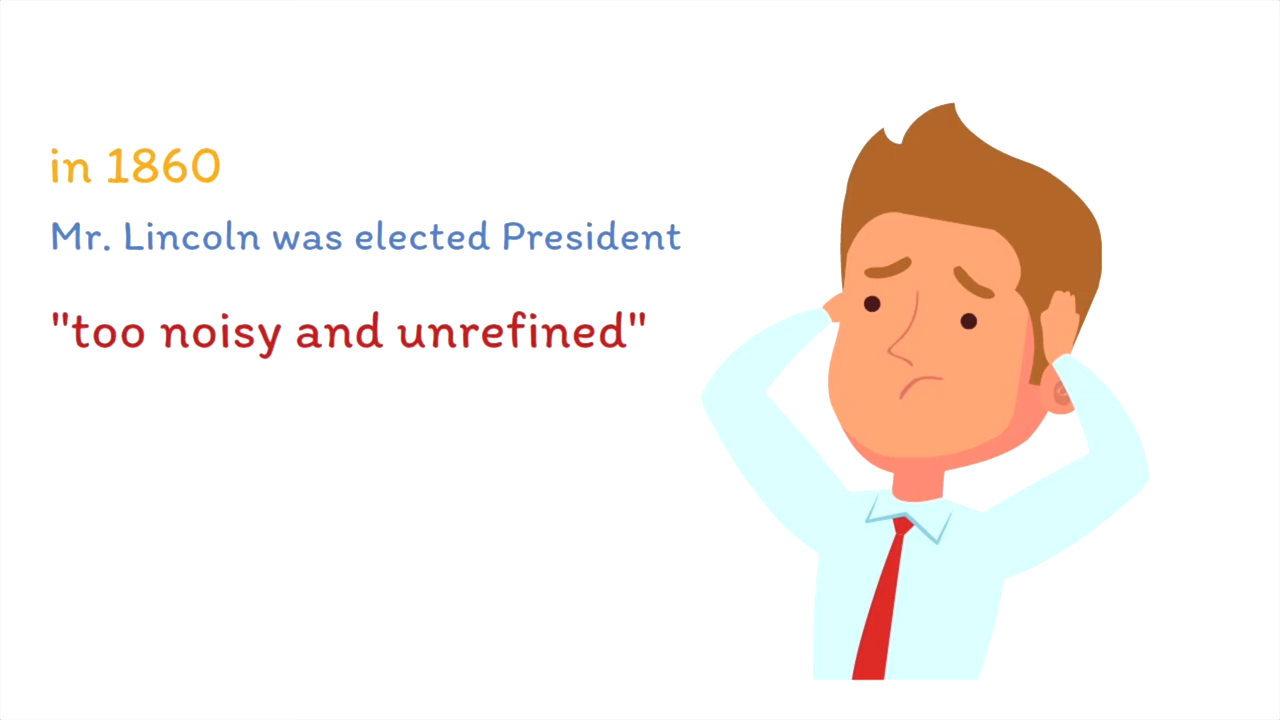 in 1860
Mr. Lincoln was elected President
"too noisy and unrefined"